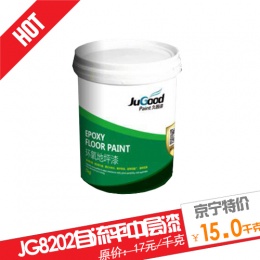 HOT
JuGood
Paint 久固漆
EPOXY
FLOOR PAINT
环氧地坪漆
JG8202自流平中层漆
原价：17元/千克
京宁特价
¥15.0千克